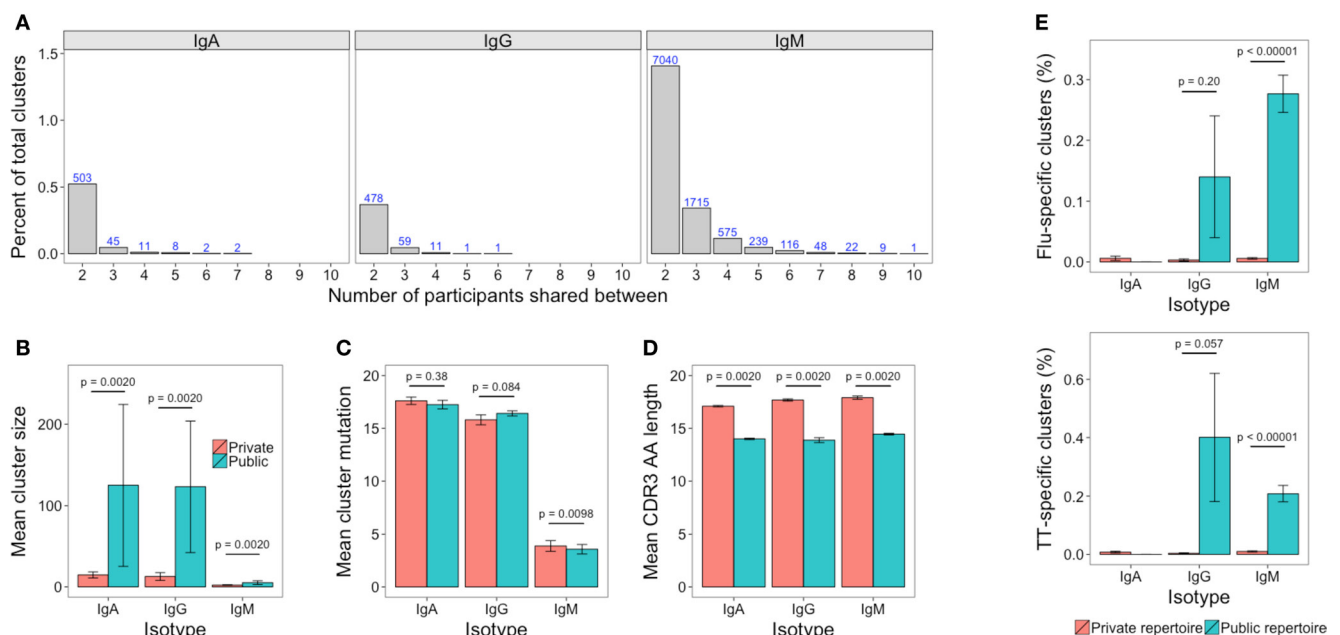 A
IgA
IgG
IgM
Percent of total clusters
1.5
1.0
0.5
0.0
503
45
11
8
2
2
478
59
11
1
1
7040
1715
575
239
116
48
22
9
1
2 3 4 5 6 7 8 9 10
2 3 4 5 6 7 8 9 10
2 3 4 5 6 7 8 9 10
Number of participants shared between
B
Mean cluster size
200
100
0
p = 0.0020
p = 0.0020
p = 0.0020
Private
Public
IgA IgG IgM
Isotype
C
Mean cluster mutation
20
15
10
5
0
p = 0.38
p = 0.084
p = 0.0098
IgA IgG IgM
Isotype
D
Mean CDR3 AA length
20
15
10
5
0
p = 0.0020
p = 0.0020
p = 0.0020
IgA IgG IgM
Isotype
E
Flu-specific clusters (%)
0.3
0.2
0.1
0.0
p = 0.20
p < 0.00001
IgA IgG IgM
Isotype
TT-specific clusters (%)
0.6
0.4
0.2
0.0
p = 0.057
p < 0.00001
IgA IgG IgM
Isotype
Private repertoire Public repertoire